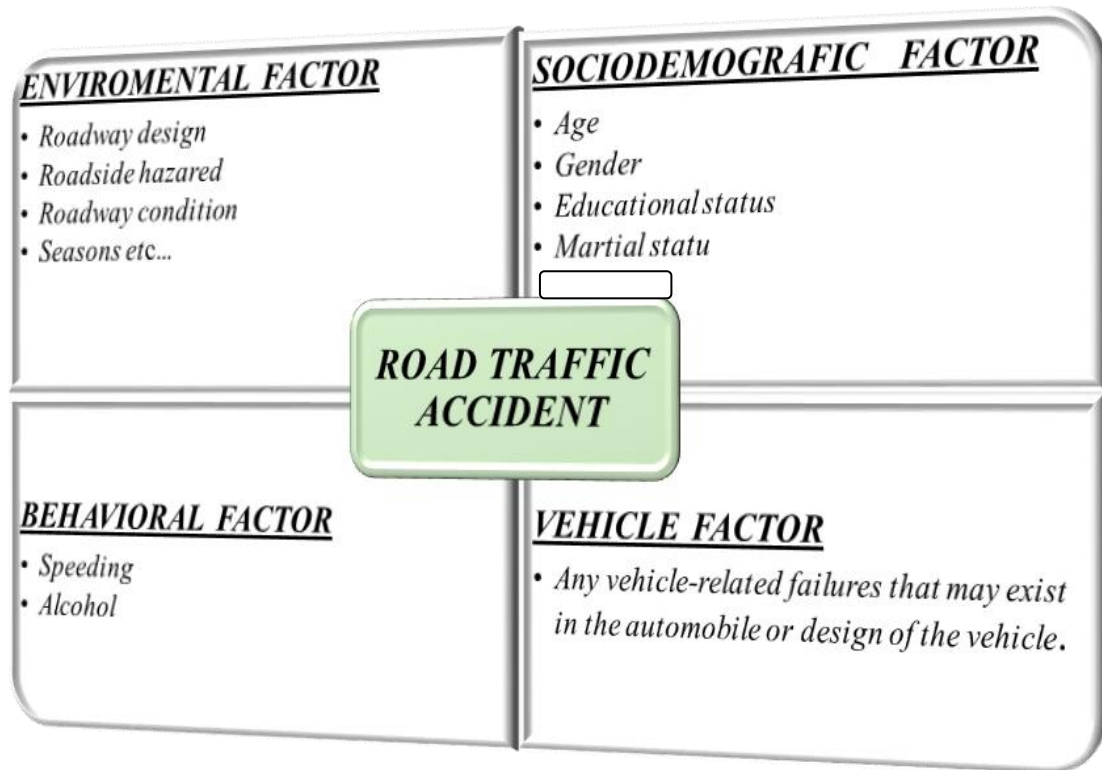 ENVIROMENTAL FACTOR
• Roadway design
• Roadside hazared
• Roadway condition
• Seasons etc...
SOCIODEMOGRAFIC FACTOR
• Age
• Gender
• Educational status
• Martial statu
ROAD TRAFFIC
ACCIDENT
BEHAVIORAL FACTOR
• Speeding
• Alcohol
VEHICLE FACTOR
• Any vehicle-related failures that may exist
in the automobile or design of the vehicle.